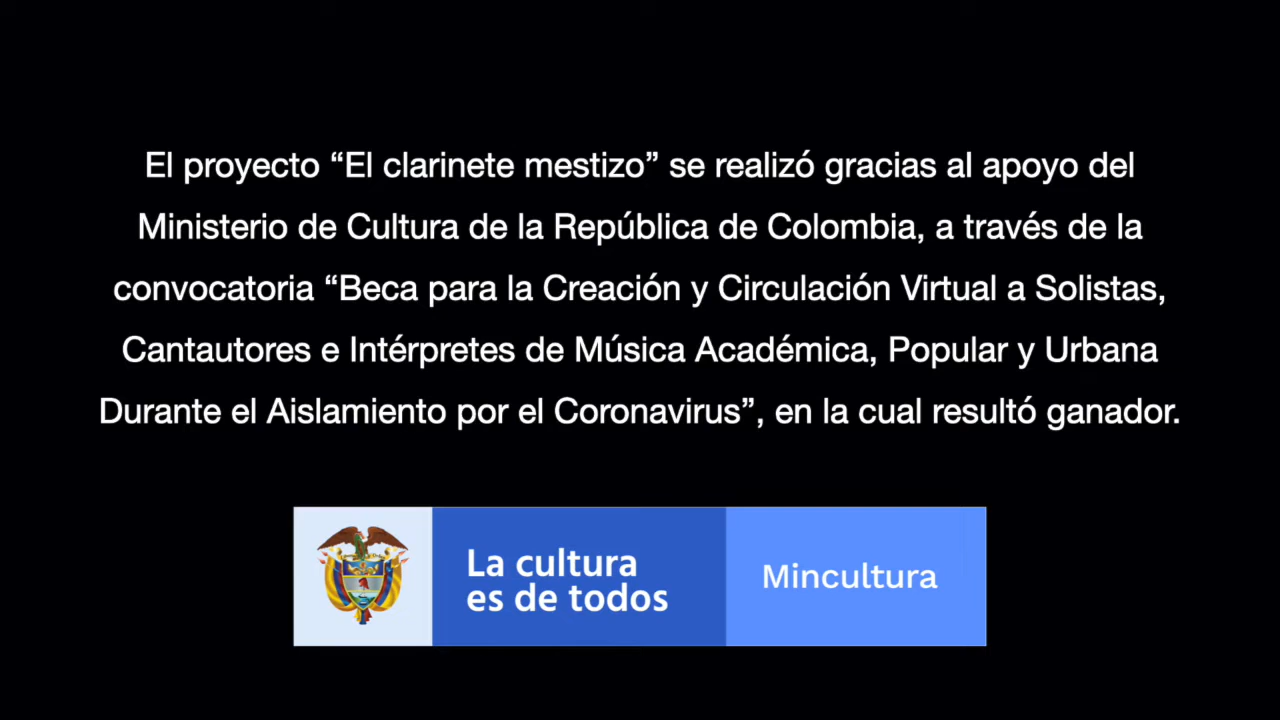 El proyecto “El clarinete mestizo” se realizó gracias al apoyo del
Ministerio de Cultura de la República de Colombia, a través de la
convocatoria “Beca para la Creación y Circulación Virtual a Solistas,
Cantautores e Intérpretes de Música Académica, Popular y Urbana
Durante el Aislamiento por el Coronavirus”, en la cual resultó ganador.
La cultura
es de todos
Mincultura